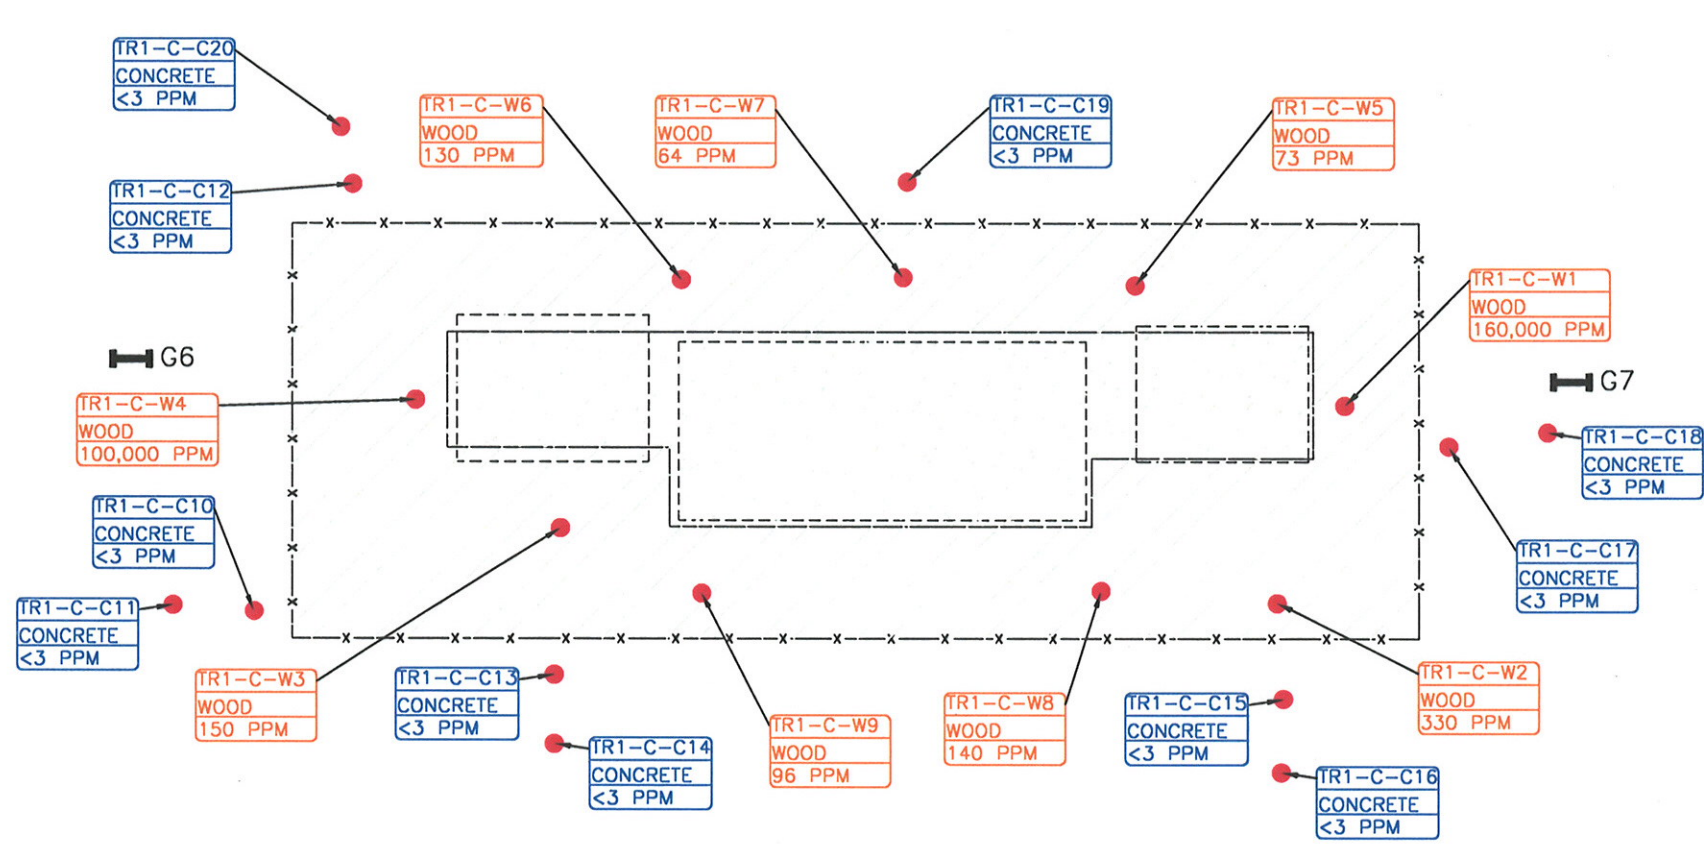 TR1-C-C20
CONCRETE
<3 PPM
TR1-C-W6
WOOD
130 PPM
TR1-C-W7
WOOD
64 PPM
TR1-C-C19
CONCRETE
<3 PPM
TR1-C-W5
WOOD
73 PPM
TR1-C-C12
CONCRETE
<3 PPM
TR1-C-W1
WOOD
160,000 PPM
G6
G7
TR1-C-W4
WOOD
100,000 PPM
TR1-C-C18
CONCRETE
<3 PPM
TR1-C-C10
CONCRETE
<3 PPM
TR1-C-C17
CONCRETE
<3 PPM
TR1-C-C11
CONCRETE
<3 PPM
TR1-C-W3
WOOD
150 PPM
TR1-C-C13
CONCRETE
<3 PPM
TR1-C-W2
WOOD
330 PPM
TR1-C-W8
WOOD
140 PPM
TR1-C-C15
CONCRETE
<3 PPM
TR1-C-W9
WOOD
96 PPM
TR1-C-C14
CONCRETE
<3 PPM
TR1-C-C16
CONCRETE
<3 PPM